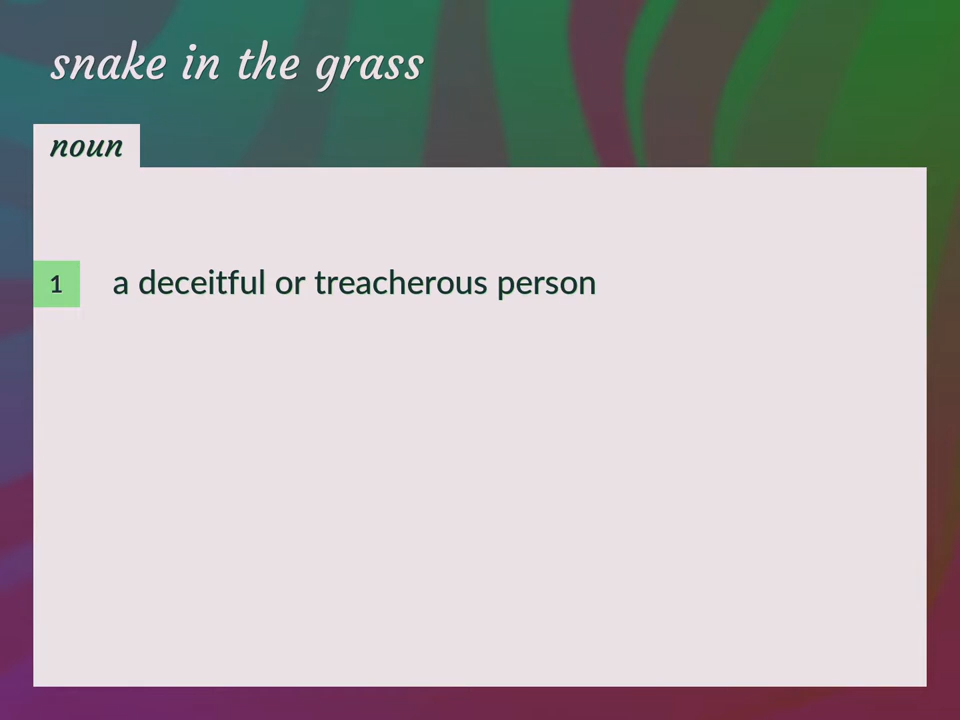 snake in the grass
noun
1 a deceitful or treacherous person